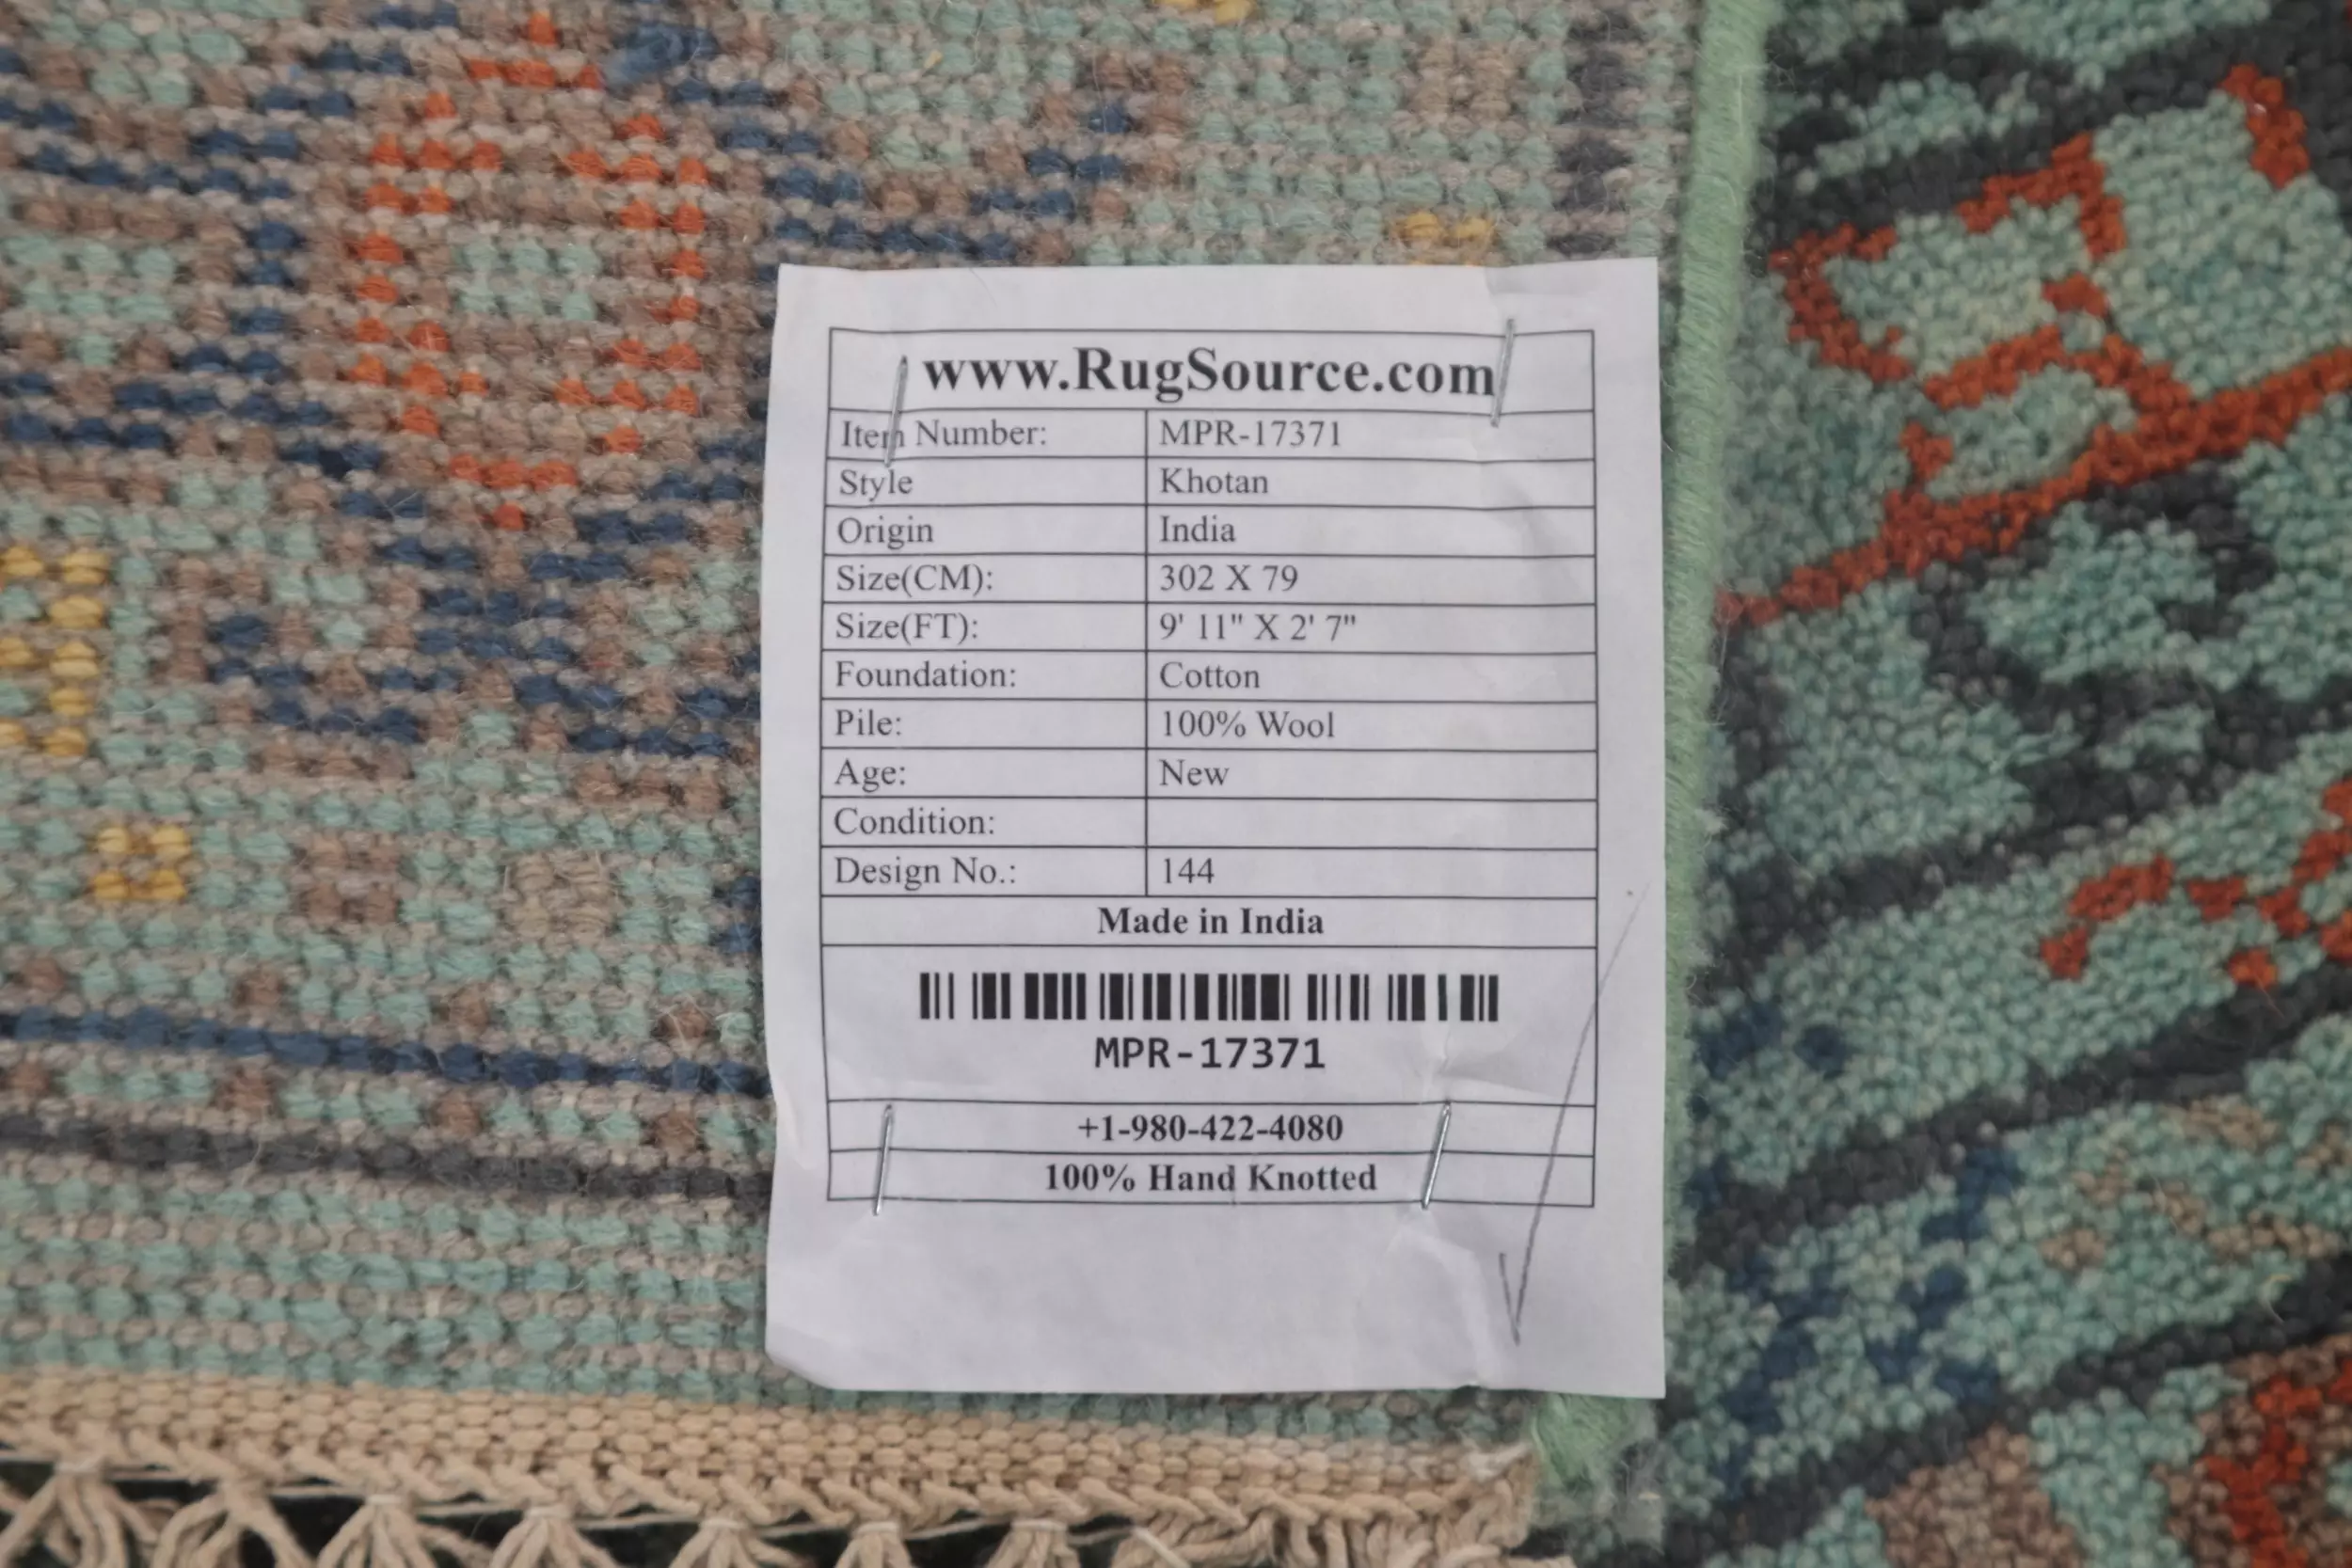 www.RugSource.com
Item Number: MPR-17371
Style Khotan
Origin India
Size(CM): 302 X 79
Size(FT): 9' 11" X 2' 7"
Foundation: Cotton
Pile: 100% Wool
Age: New
Condition:
Design No.: 144
Made in India
MPR-17371
+1-980-422-4080
100% Hand Knotted